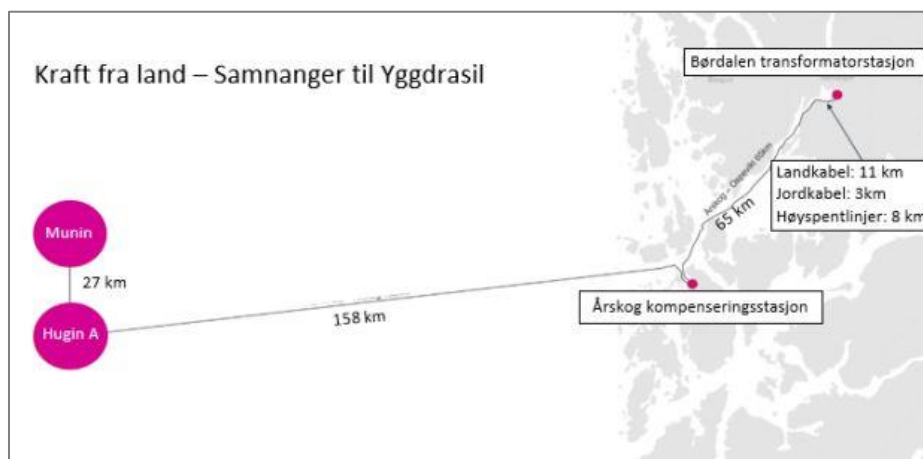 Kraft fra land – Samnanger til Yggdrasil
Børdalen transformatorstasjon
Landkabel: 11 km
Jordkabel: 3km
Høyspentlinjer: 8 km
65 km
Munin
27 km
Hugin A
158 km
Årskog kompenseringsstasjon